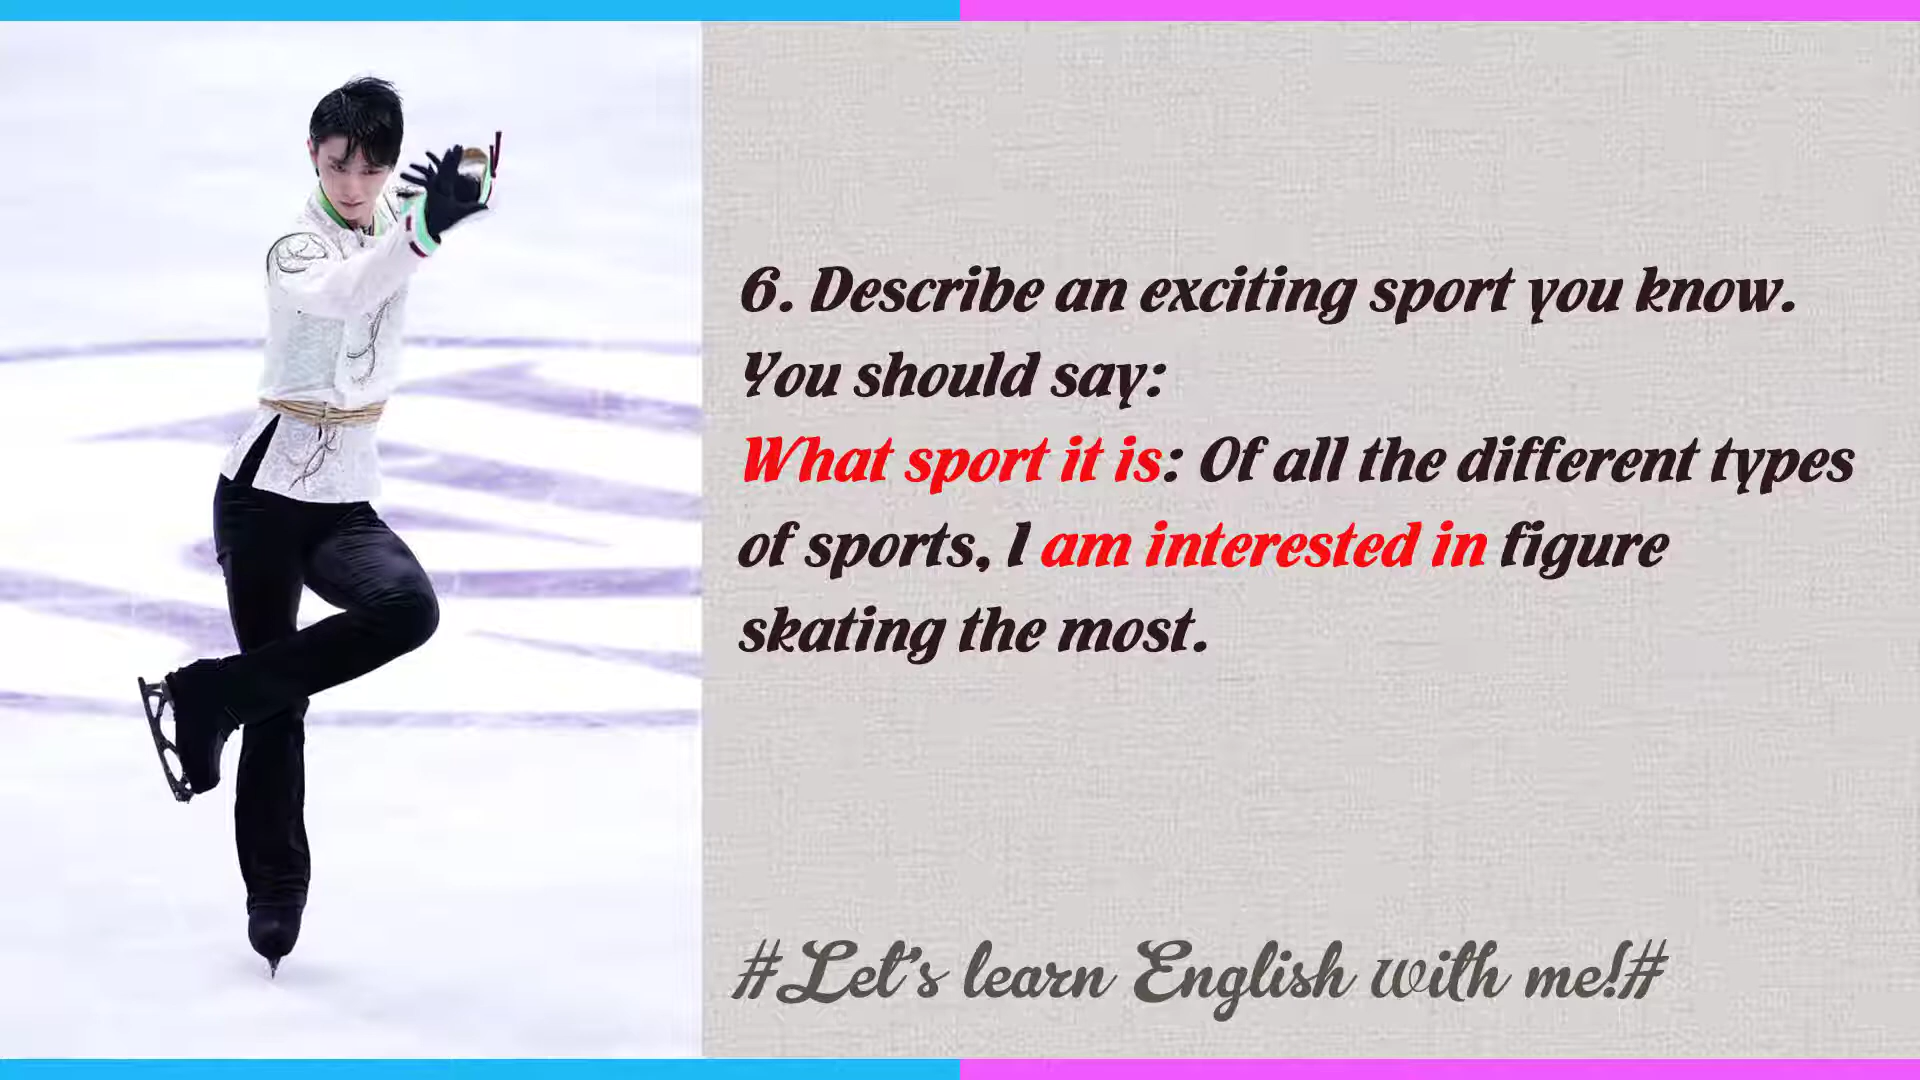 6. Describe an exciting sport you know.
You should say:
What sport it is: Of all the different types
of sports, I am interested in figure
skating the most.
#Let's learn English with me!#